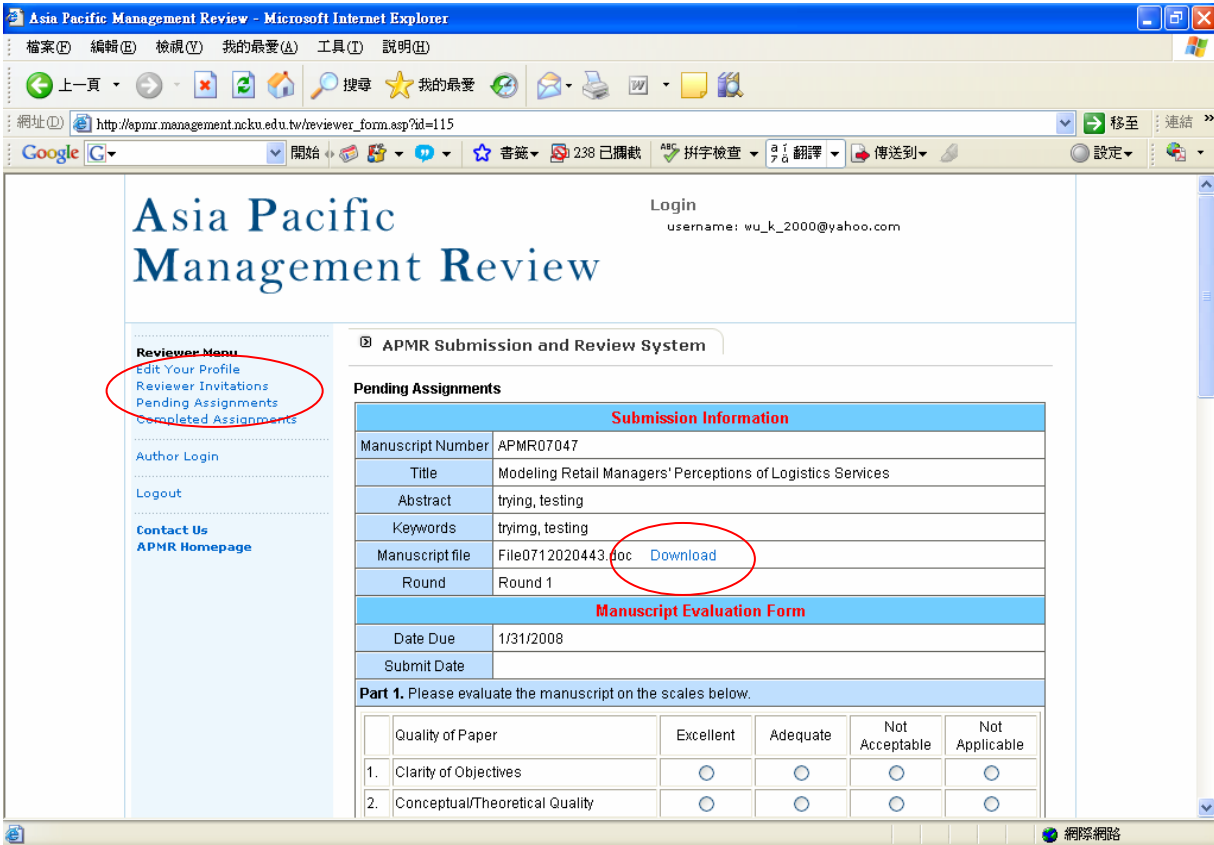 Asia Pacific Management Review - Microsoft Internet Explorer
檔案(F) 編輯(E) 檢視(V) 我的最愛(A) 工具(T) 說明(H)
上一頁 搜尋 我的最愛
網址(D) http://apmr.management.ncku.edu.tw/reviewer_form.asp?id=115 移至 連結 »
Google G 開始 書籤 238 已攔截 ABC 拼字檢查 翻譯 傳送到 設定
Asia Pacific
Management Review
Login
username: wu_k_2000@yahoo.com
Reviewer Menu
Edit Your Profile
Reviewer Invitations
Pending Assignments
Completed Assignments
Author Login
Logout
Contact Us
APMR Homepage
APMR Submission and Review System
Pending Assignments
Submission Information
Manuscript Number APMR07047
Title Modeling Retail Managers' Perceptions of Logistics Services
Abstract trying, testing
Keywords tryimg, testing
Manuscript file File0712020443.doc Download
Round Round 1
Manuscript Evaluation Form
Date Due 1/31/2008
Submit Date
Part 1. Please evaluate the manuscript on the scales below.
Quality of Paper Excellent Adequate Not Acceptable Not Applicable
1. Clarity of Objectives
2. Conceptual/Theoretical Quality
網際網路